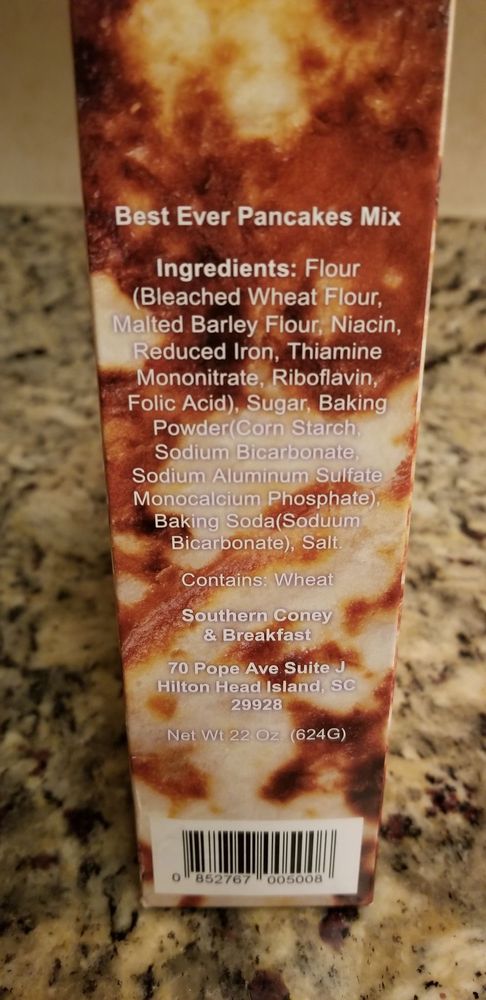 Best Ever Pancakes Mix
Ingredients: Flour
(Bleached Wheat Flour,
Malted Barley Flour, Niacin,
Reduced Iron, Thiamine
Mononitrate, Riboflavin,
Folic Acid), Sugar, Baking
Powder(Corn Starch,
Sodium Bicarbonate,
Sodium Aluminum Sulfate
Monocalcium Phosphate),
Baking Soda(Soduum
Bicarbonate), Salt.
Contains: Wheat
Southern Coney
& Breakfast
70 Pope Ave Suite J
Hilton Head Island, SC
29928
Net Wt 22 Oz (624G)
0 852767 005008